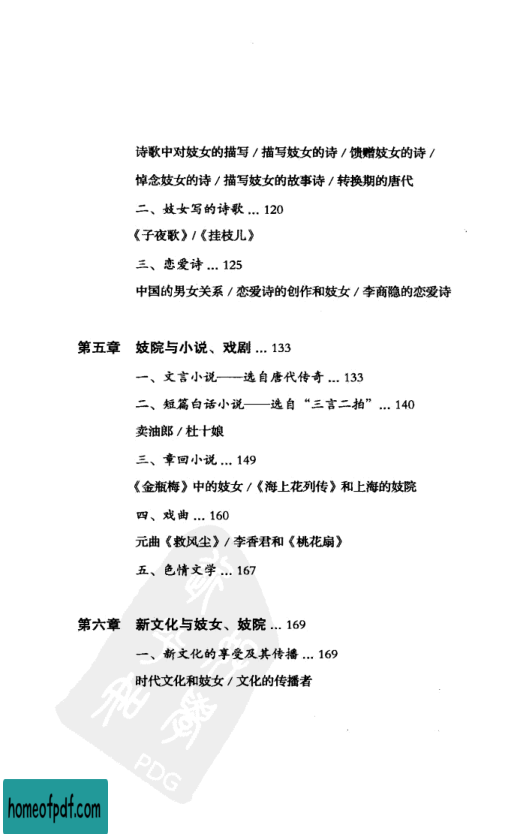 诗歌中对妓女的描写 / 描写妓女的诗 / 馈赠妓女的诗 /
悼念妓女的诗 / 描写妓女的故事诗 / 转换期的唐代
二、妓女写的诗歌 ... 120
《子夜歌》/《挂枝儿》
三、恋爱诗 ... 125
中国的男女关系 / 恋爱诗的创作和妓女 / 李商隐的恋爱诗
第五章 妓院与小说、戏剧 ... 133
一、文言小说——选自唐代传奇 ... 133
二、短篇白话小说——选自“三言二拍” ... 140
卖油郎 / 杜十娘
三、章回小说 ... 149
《金瓶梅》中的妓女 /《海上花列传》和上海的妓院
四、戏曲 ... 160
元曲《救风尘》/ 李香君和《桃花扇》
五、色情文学 ... 167
第六章 新文化与妓女、妓院 ... 169
一、新文化的享受及其传播 ... 169
时代文化和妓女 / 文化的传播者
PDG
homeofpdf.com